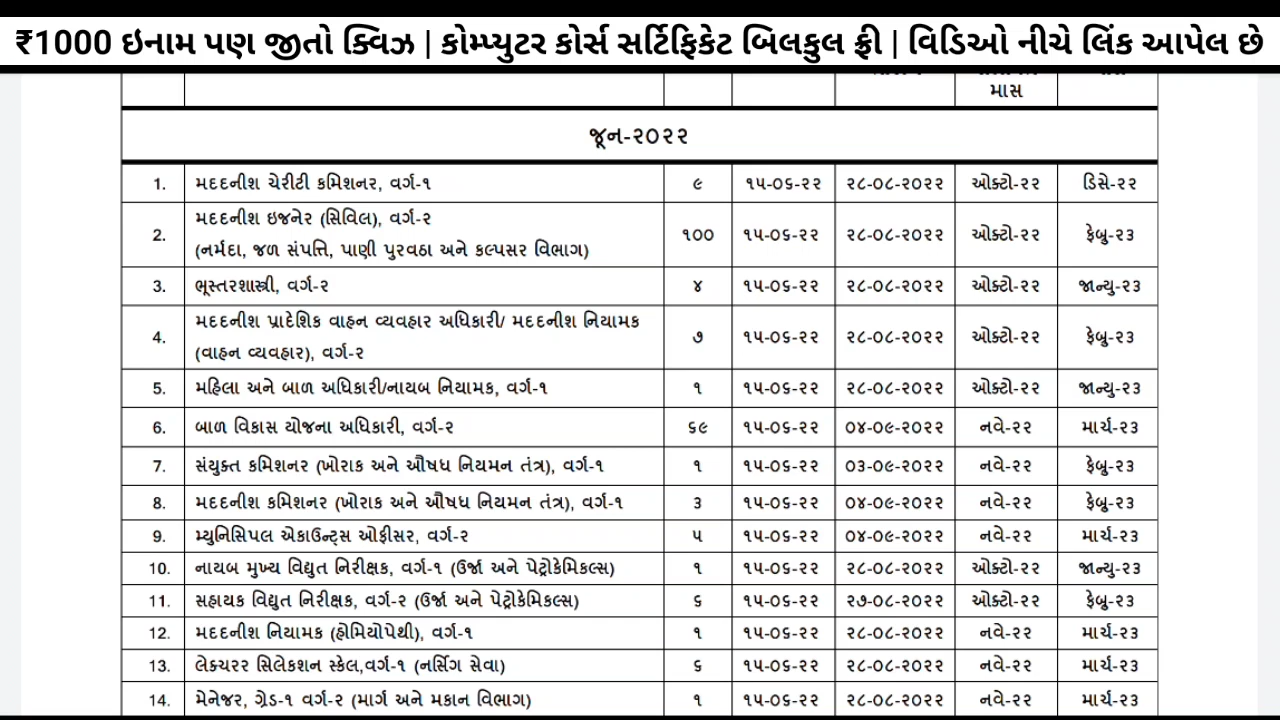 ₹1000 ઇનામ પણ જીતો ક્વિઝ | કોમ્પ્યુટર કોર્સ સર્ટિફિકેટ બિલકુલ ફ્રી | વિડિઓ નીચે લિંક આપેલ છે
માસ
જૂન-૨૦૨૨
1. મદદનીશ ચેરીટી કમિશનર, વર્ગ-૧ ૯ ૧૫-૦૬-૨૨ ૨૮-૦૮-૨૦૨૨ ઓક્ટો-૨૨ ડિસે-૨૨
2. મદદનીશ ઇજનેર (સિવિલ), વર્ગ-૨
(નર્મદા, જળ સંપત્તિ, પાણી પુરવઠા અને કલ્પસર વિભાગ) ૧૦૦ ૧૫-૦૬-૨૨ ૨૮-૦૮-૨૦૨૨ ઓક્ટો-૨૨ ફેબ્રુ-૨૩
3. ભૂસ્તરશાસ્ત્રી, વર્ગ-૨ ૪ ૧૫-૦૬-૨૨ ૨૮-૦૮-૨૦૨૨ ઓક્ટો-૨૨ જાન્યુ-૨૩
4. મદદનીશ પ્રાદેશિક વાહન વ્યવહાર અધિકારી/ મદદનીશ નિયામક
(વાહન વ્યવહાર), વર્ગ-૨ ૭ ૧૫-૦૬-૨૨ ૨૮-૦૮-૨૦૨૨ ઓક્ટો-૨૨ ફેબ્રુ-૨૩
5. મહિલા અને બાળ અધિકારી/નાયબ નિયામક, વર્ગ-૧ ૧ ૧૫-૦૬-૨૨ ૨૮-૦૮-૨૦૨૨ ઓક્ટો-૨૨ જાન્યુ-૨૩
6. બાળ વિકાસ યોજના અધિકારી, વર્ગ-૨ ૬૯ ૧૫-૦૬-૨૨ ૦૪-૦૯-૨૦૨૨ નવે-૨૨ માર્ચ-૨૩
7. સંયુક્ત કમિશનર (ખોરાક અને ઔષધ નિયમન તંત્ર), વર્ગ-૧ ૧ ૧૫-૦૬-૨૨ ૦૩-૦૯-૨૦૨૨ નવે-૨૨ ફેબ્રુ-૨૩
8. મદદનીશ કમિશનર (ખોરાક અને ઔષધ નિયમન તંત્ર), વર્ગ-૧ ૩ ૧૫-૦૬-૨૨ ૦૪-૦૯-૨૦૨૨ નવે-૨૨ ફેબ્રુ-૨૩
9. મ્યુનિસિપલ એકાઉન્ટ્સ ઓફીસર, વર્ગ-૨ ૫ ૧૫-૦૬-૨૨ ૦૪-૦૯-૨૦૨૨ નવે-૨૨ માર્ચ-૨૩
10. નાયબ મુખ્ય વિદ્યુત નિરીક્ષક, વર્ગ-૧ (ઉર્જા અને પેટ્રોકેમિકલ્સ) ૧ ૧૫-૦૬-૨૨ ૨૮-૦૮-૨૦૨૨ ઓક્ટો-૨૨ જાન્યુ-૨૩
11. સહાયક વિદ્યુત નિરીક્ષક, વર્ગ-૨ (ઉર્જા અને પેટ્રોકેમિકલ્સ) ૬ ૧૫-૦૬-૨૨ ૨૭-૦૮-૨૦૨૨ ઓક્ટો-૨૨ ફેબ્રુ-૨૩
12. મદદનીશ નિયામક (હોમિયોપેથી), વર્ગ-૧ ૧ ૧૫-૦૬-૨૨ ૨૮-૦૮-૨૦૨૨ નવે-૨૨ માર્ચ-૨૩
13. લેક્ચરર સિલેકશન સ્કેલ,વર્ગ-૧ (નર્સિંગ સેવા) ૬ ૧૫-૦૬-૨૨ ૨૮-૦૮-૨૦૨૨ નવે-૨૨ માર્ચ-૨૩
14. મેનેજર, ગ્રેડ-૧ વર્ગ-૨ (માર્ગ અને મકાન વિભાગ) ૧ ૧૫-૦૬-૨૨ ૨૮-૦૮-૨૦૨૨ નવે-૨૨ માર્ચ-૨૩